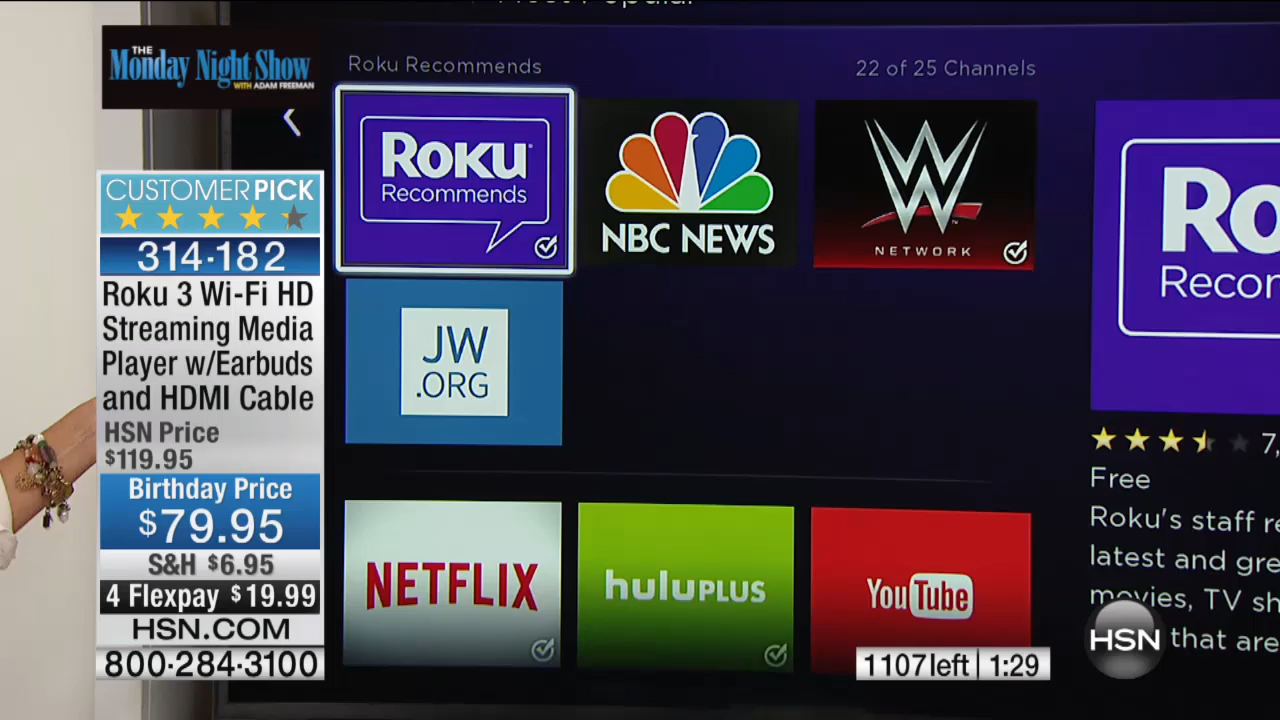 THE
Monday Night Show
WITH ADAM FREEMAN
CUSTOMER PICK
314-182
Roku 3 Wi-Fi HD
Streaming Media
Player w/Earbuds
and HDMI Cable
HSN Price
$119.95
Birthday Price
$79.95
S&H $6.95
4 Flexpay $19.99
HSN.COM
800-284-3100
Roku Recommends
22 of 25 Channels
ROKU
Recommends
NBC NEWS
W
NETWORK
JW
.ORG
NETFLIX
huluPLUS
YouTube
Ro
Recor
7,
Free
Roku's staff re
latest and gre
movies, TV sh
that are
HSN
1107 left | 1:29